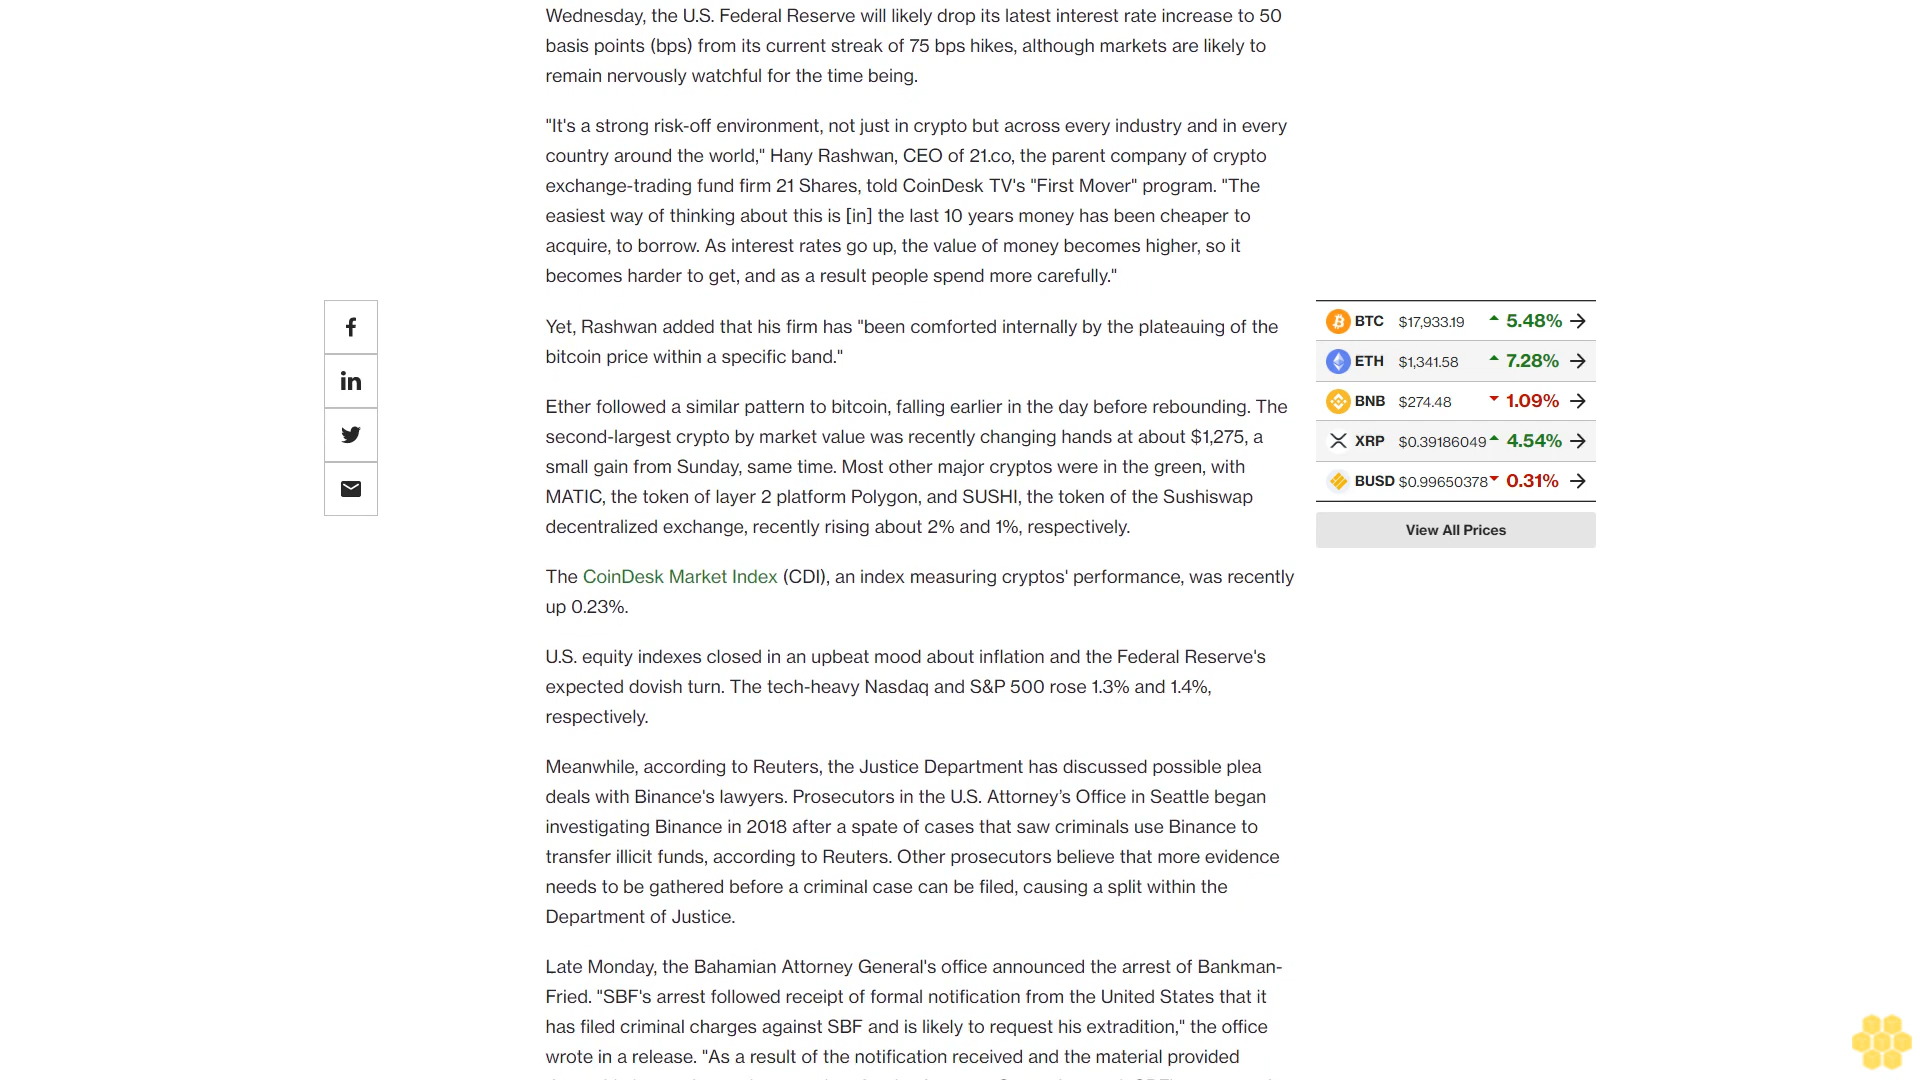 Wednesday, the U.S. Federal Reserve will likely drop its latest interest rate increase to 50
basis points (bps) from its current streak of 75 bps hikes, although markets are likely to
remain nervously watchful for the time being.
"It's a strong risk-off environment, not just in crypto but across every industry and in every
country around the world," Hany Rashwan, CEO of 21.co, the parent company of crypto
exchange-trading fund firm 21 Shares, told CoinDesk TV's "First Mover" program. "The
easiest way of thinking about this is [in] the last 10 years money has been cheaper to
acquire, to borrow. As interest rates go up, the value of money becomes higher, so it
becomes harder to get, and as a result people spend more carefully."
Yet, Rashwan added that his firm has "been comforted internally by the plateauing of the
bitcoin price within a specific band."
Ether followed a similar pattern to bitcoin, falling earlier in the day before rebounding. The
second-largest crypto by market value was recently changing hands at about $1,275, a
small gain from Sunday, same time. Most other major cryptos were in the green, with
MATIC, the token of layer 2 platform Polygon, and SUSHI, the token of the Sushiswap
decentralized exchange, recently rising about 2% and 1%, respectively.
The CoinDesk Market Index (CDI), an index measuring cryptos' performance, was recently
up 0.23%.
U.S. equity indexes closed in an upbeat mood about inflation and the Federal Reserve's
expected dovish turn. The tech-heavy Nasdaq and S&P 500 rose 1.3% and 1.4%,
respectively.
Meanwhile, according to Reuters, the Justice Department has discussed possible plea
deals with Binance's lawyers. Prosecutors in the U.S. Attorney’s Office in Seattle began
investigating Binance in 2018 after a spate of cases that saw criminals use Binance to
transfer illicit funds, according to Reuters. Other prosecutors believe that more evidence
needs to be gathered before a criminal case can be filed, causing a split within the
Department of Justice.
Late Monday, the Bahamian Attorney General's office announced the arrest of Bankman-
Fried. "SBF's arrest followed receipt of formal notification from the United States that it
has filed criminal charges against SBF and is likely to request his extradition," the office
wrote in a release. "As a result of the notification received and the material provided
BTC $17,933.19 5.48%
ETH $1,341.58 7.28%
BNB $274.48 1.09%
XRP $0.39186049 4.54%
BUSD $0.99650378 0.31%
View All Prices